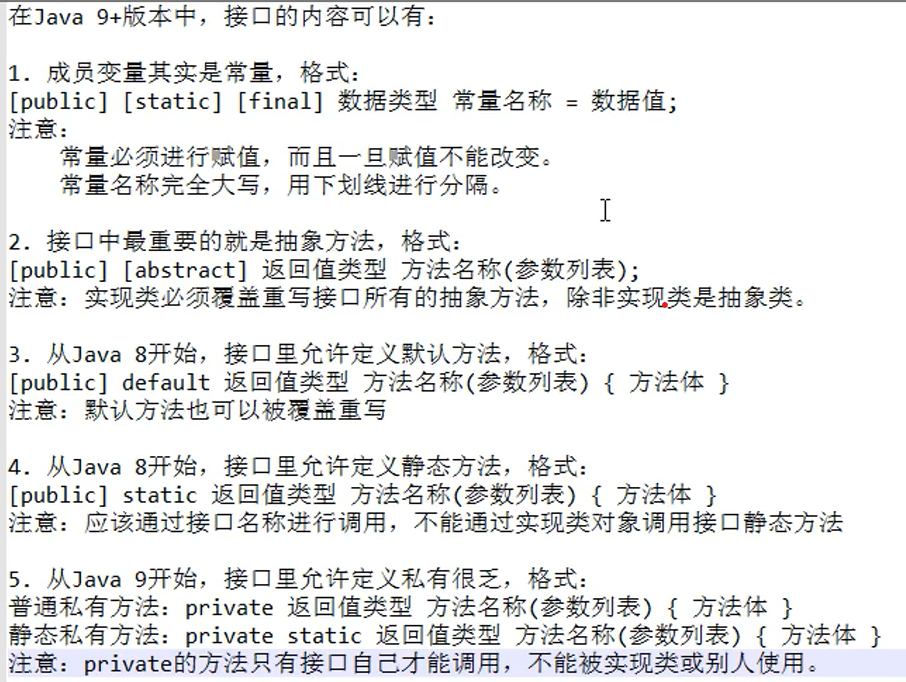 在Java 9+版本中，接口的内容可以有：
1. 成员变量其实是常量，格式：
[public] [static] [final] 数据类型 常量名称 = 数据值;
注意：
常量必须进行赋值，而且一旦赋值不能改变。
常量名称完全大写，用下划线进行分隔。
2. 接口中最重要的就是抽象方法，格式：
[public] [abstract] 返回值类型 方法名称(参数列表);
注意：实现类必须覆盖重写接口所有的抽象方法，除非实现类是抽象类。
3. 从Java 8开始，接口里允许定义默认方法，格式：
[public] default 返回值类型 方法名称(参数列表) { 方法体 }
注意：默认方法也可以被覆盖重写
4. 从Java 8开始，接口里允许定义静态方法，格式：
[public] static 返回值类型 方法名称(参数列表) { 方法体 }
注意：应该通过接口名称进行调用，不能通过实现类对象调用接口静态方法
5. 从Java 9开始，接口里允许定义私有很乏，格式：
普通私有方法：private 返回值类型 方法名称(参数列表) { 方法体 }
静态私有方法：private static 返回值类型 方法名称(参数列表) { 方法体 }
注意：private的方法只有接口自己才能调用，不能被实现类或别人使用。